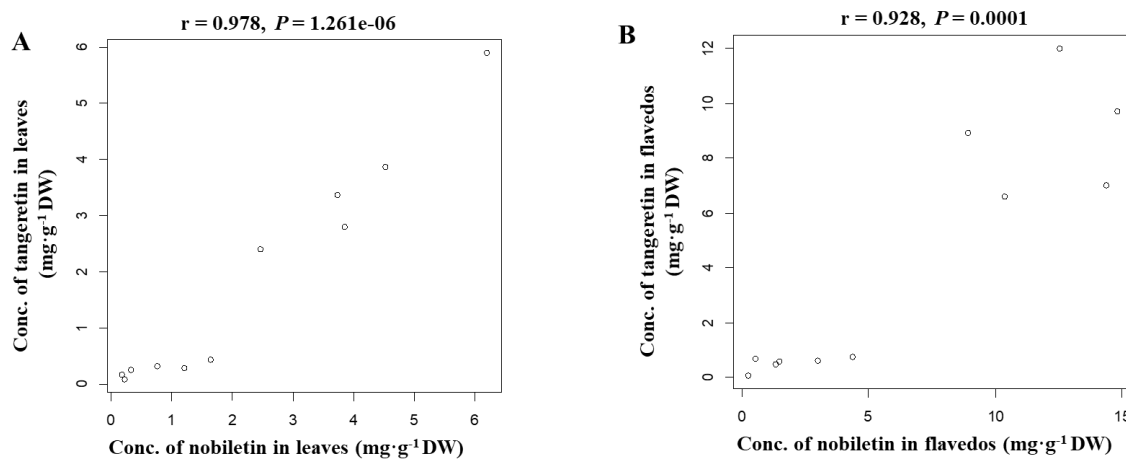 A
r = 0.978, P = 1.261e-06
Conc. of tangeretin in leaves
(mg·g⁻¹ DW)
6
5
4
3
2
1
0
0 1 2 3 4 5 6
Conc. of nobiletin in leaves (mg·g⁻¹ DW)
B
r = 0.928, P = 0.0001
Conc. of tangeretin in flavedos
(mg·g⁻¹ DW)
12
10
8
6
4
2
0
0 5 10 15
Conc. of nobiletin in flavedos (mg·g⁻¹ DW)